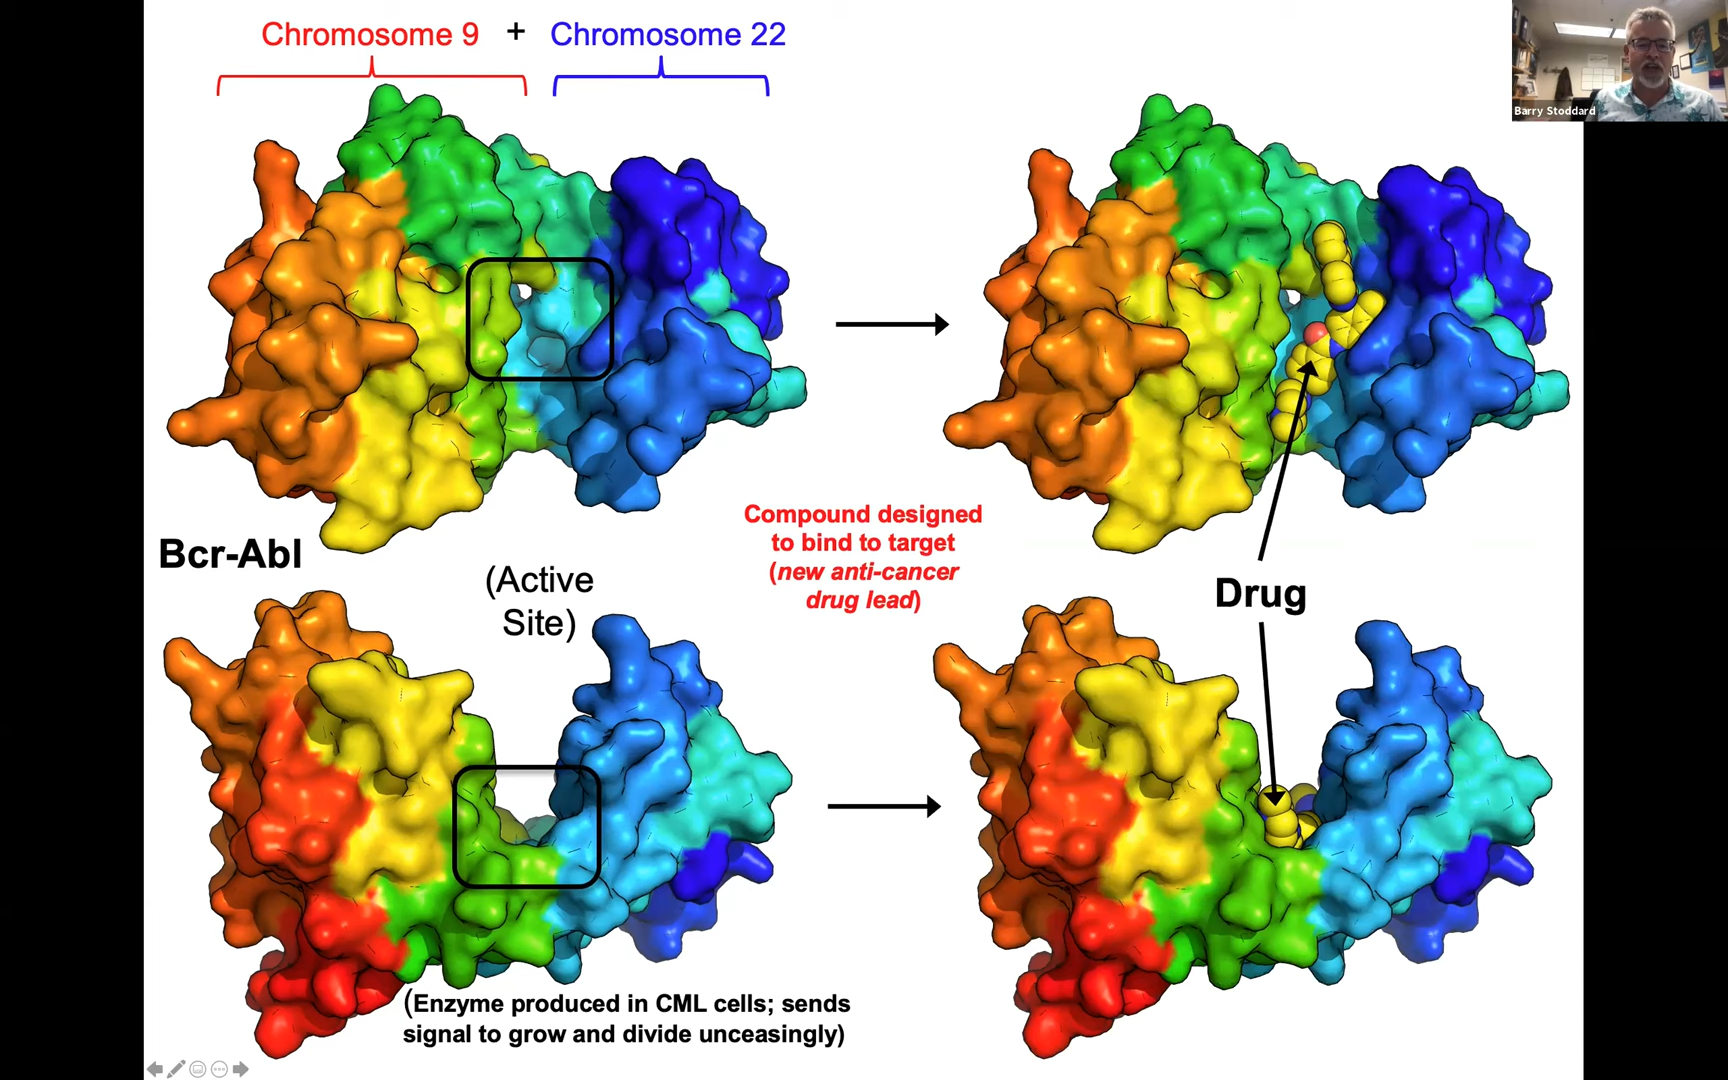 Chromosome 9 + Chromosome 22
Barry Stoddard
Compound designed
to bind to target
(new anti-cancer
drug lead)
Bcr-Abl
(Active
Site)
Drug
(Enzyme produced in CML cells; sends
signal to grow and divide unceasingly)